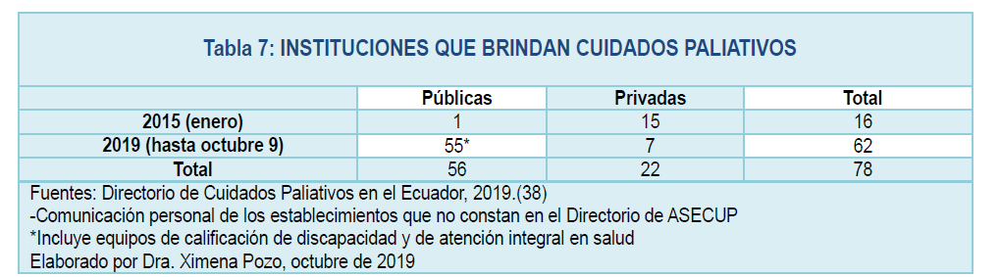 Tabla 7: INSTITUCIONES QUE BRINDAN CUIDADOS PALIATIVOS
Públicas Privadas Total
2015 (enero) 1 15 16
2019 (hasta octubre 9) 55* 7 62
Total 56 22 78
Fuentes: Directorio de Cuidados Paliativos en el Ecuador, 2019.(38)
-Comunicación personal de los establecimientos que no constan en el Directorio de ASECUP
*Incluye equipos de calificación de discapacidad y de atención integral en salud
Elaborado por Dra. Ximena Pozo, octubre de 2019